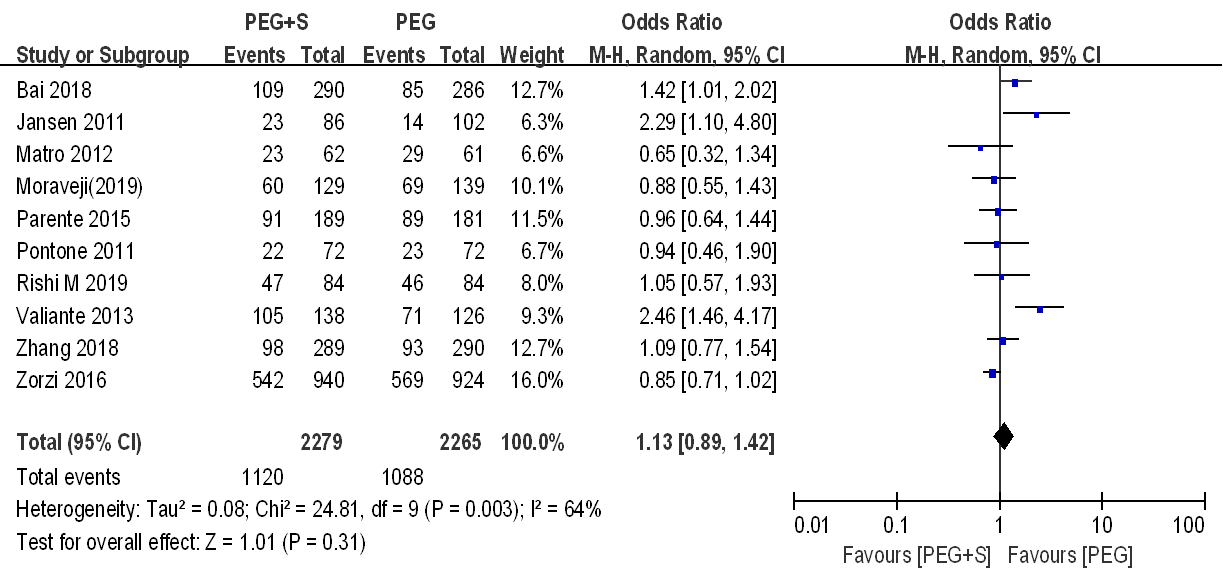 PEG+S PEG Odds Ratio Odds Ratio
Study or Subgroup Events Total Events Total Weight M-H, Random, 95% CI M-H, Random, 95% CI
Bai 2018 109 290 85 286 12.7% 1.42 [1.01, 2.02]
Jansen 2011 23 86 14 102 6.3% 2.29 [1.10, 4.80]
Matro 2012 23 62 29 61 6.6% 0.65 [0.32, 1.34]
Moraveji(2019) 60 129 69 139 10.1% 0.88 [0.55, 1.43]
Parente 2015 91 189 89 181 11.5% 0.96 [0.64, 1.44]
Pontone 2011 22 72 23 72 6.7% 0.94 [0.46, 1.90]
Rishi M 2019 47 84 46 84 8.0% 1.05 [0.57, 1.93]
Valiante 2013 105 138 71 126 9.3% 2.46 [1.46, 4.17]
Zhang 2018 98 289 93 290 12.7% 1.09 [0.77, 1.54]
Zorzi 2016 542 940 569 924 16.0% 0.85 [0.71, 1.02]
Total (95% CI) 2279 2265 100.0% 1.13 [0.89, 1.42]
Total events 1120 1088
Heterogeneity: Tau² = 0.08; Chi² = 24.81, df = 9 (P = 0.003); I² = 64%
Test for overall effect: Z = 1.01 (P = 0.31)
0.01 0.1 1 10 100
Favours [PEG+S] Favours [PEG]